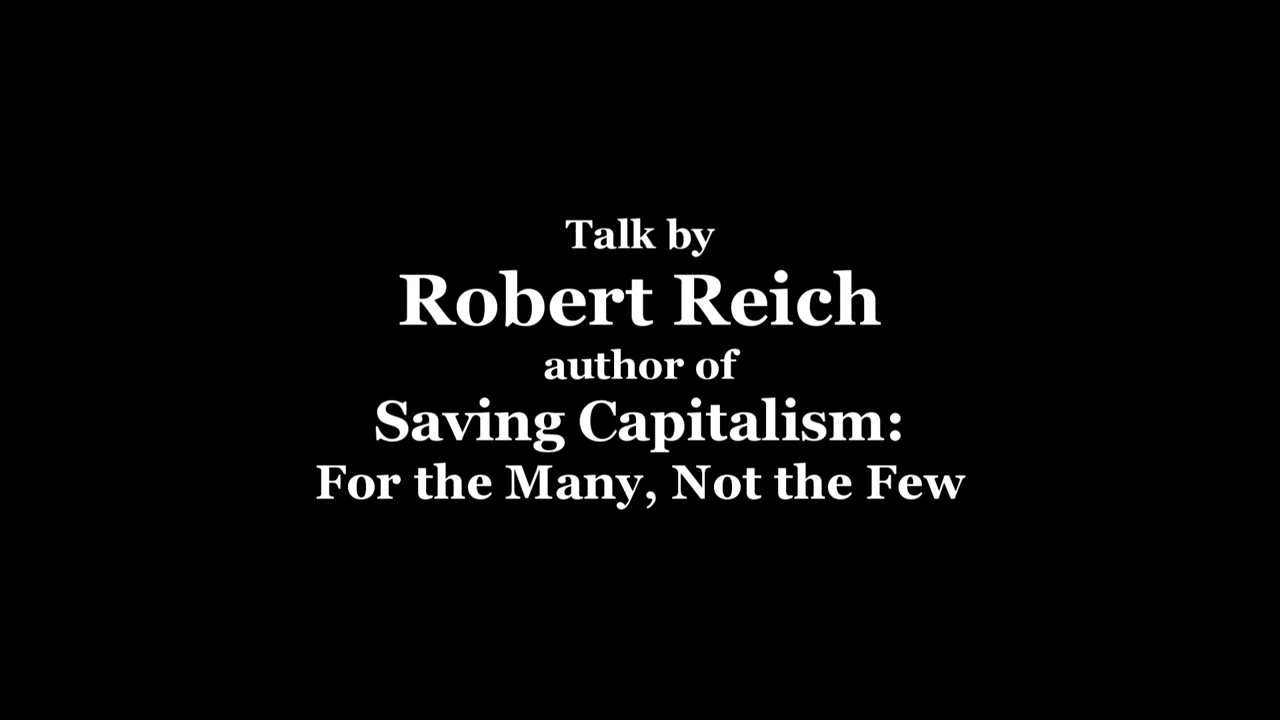 Talk by
Robert Reich
author of
Saving Capitalism:
For the Many, Not the Few